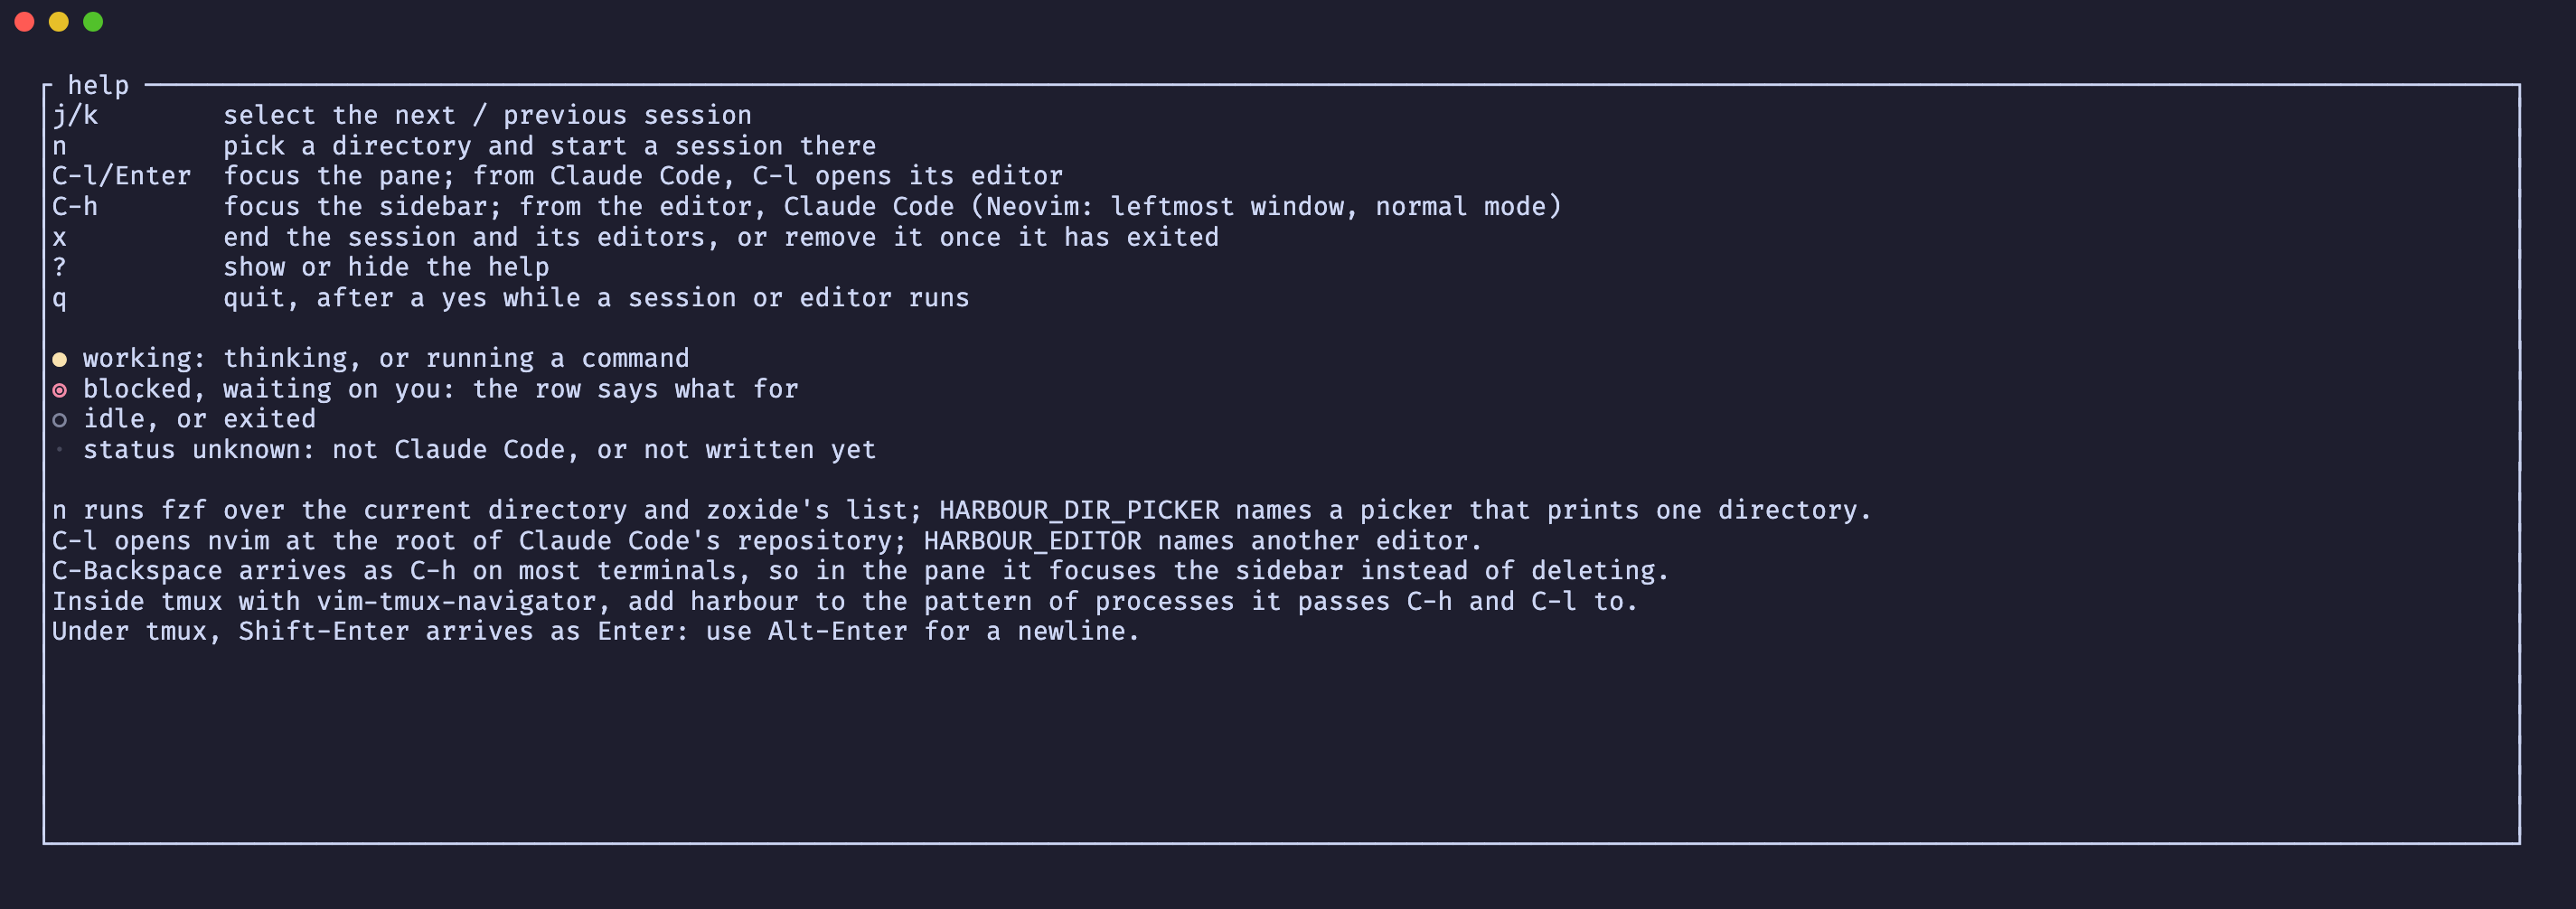 help
j/k select the next / previous session
n pick a directory and start a session there
C-l/Enter focus the pane; from Claude Code, C-l opens its editor
C-h focus the sidebar; from the editor, Claude Code (Neovim: leftmost window, normal mode)
x end the session and its editors, or remove it once it has exited
? show or hide the help
q quit, after a yes while a session or editor runs
● working: thinking, or running a command
◉ blocked, waiting on you: the row says what for
○ idle, or exited
· status unknown: not Claude Code, or not written yet
n runs fzf over the current directory and zoxide's list; HARBOUR_DIR_PICKER names a picker that prints one directory.
C-l opens nvim at the root of Claude Code's repository; HARBOUR_EDITOR names another editor.
C-Backspace arrives as C-h on most terminals, so in the pane it focuses the sidebar instead of deleting.
Inside tmux with vim-tmux-navigator, add harbour to the pattern of processes it passes C-h and C-l to.
Under tmux, Shift-Enter arrives as Enter: use Alt-Enter for a newline.